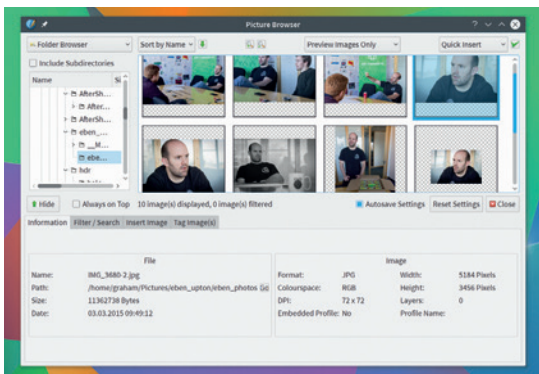 Picture Browser
Folder Browser Sort by Name Preview Images Only Quick Insert
Include Subdirectories
Name
AfterSh...
After...
AfterSh...
eben_...
__M...
ebe...
hdr
Hide Always on Top 10 image(s) displayed, 0 image(s) filtered Autosave Settings Reset Settings Close
Information Filter / Search Insert Image Tag Image(s)
File Image
Name: IMG_3680-2.jpg Format: JPG Width: 5184 Pixels
Path: /home/graham/Pictures/eben_upton/eben_photos Colourspace: RGB Height: 3456 Pixels
Size: 11362738 Bytes DPI: 72 x 72 Layers: 0
Date: 03.03.2015 09:49:12 Embedded Profile: No Profile Name: